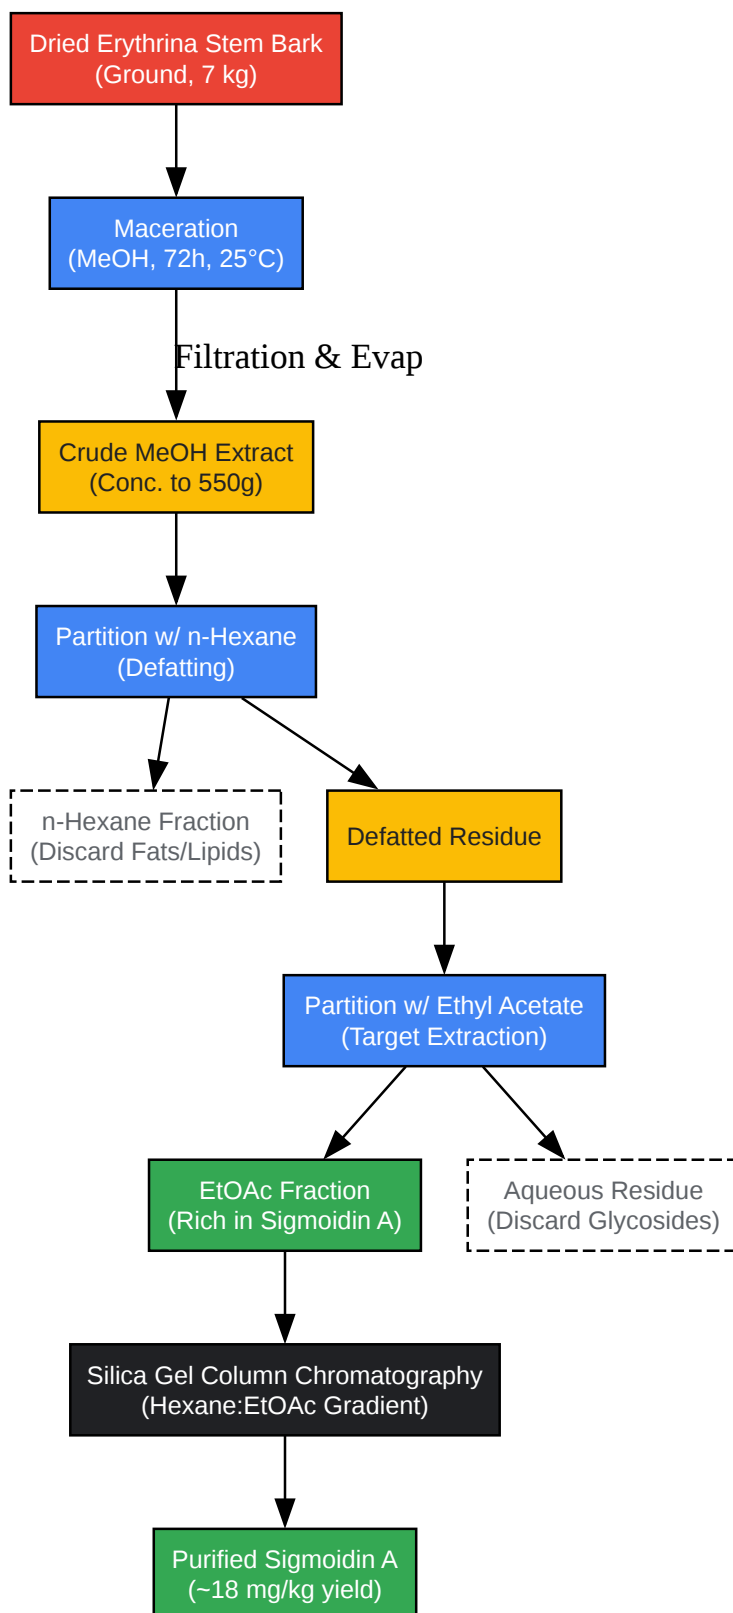 Dried Erythrina Stem Bark
(Ground, 7 kg)
Maceration
(MeOH, 72h, 25°C)
Filtration & Evap
Crude MeOH Extract
(Conc. to 550g)
Partition w/ n-Hexane
(Defatting)
n-Hexane Fraction
(Discard Fats/Lipids)
Defatted Residue
Partition w/ Ethyl Acetate
(Target Extraction)
EtOAc Fraction
(Rich in Sigmoidin A)
Aqueous Residue
(Discard Glycosides)
Silica Gel Column Chromatography
(Hexane:EtOAc Gradient)
Purified Sigmoidin A
(~18 mg/kg yield)